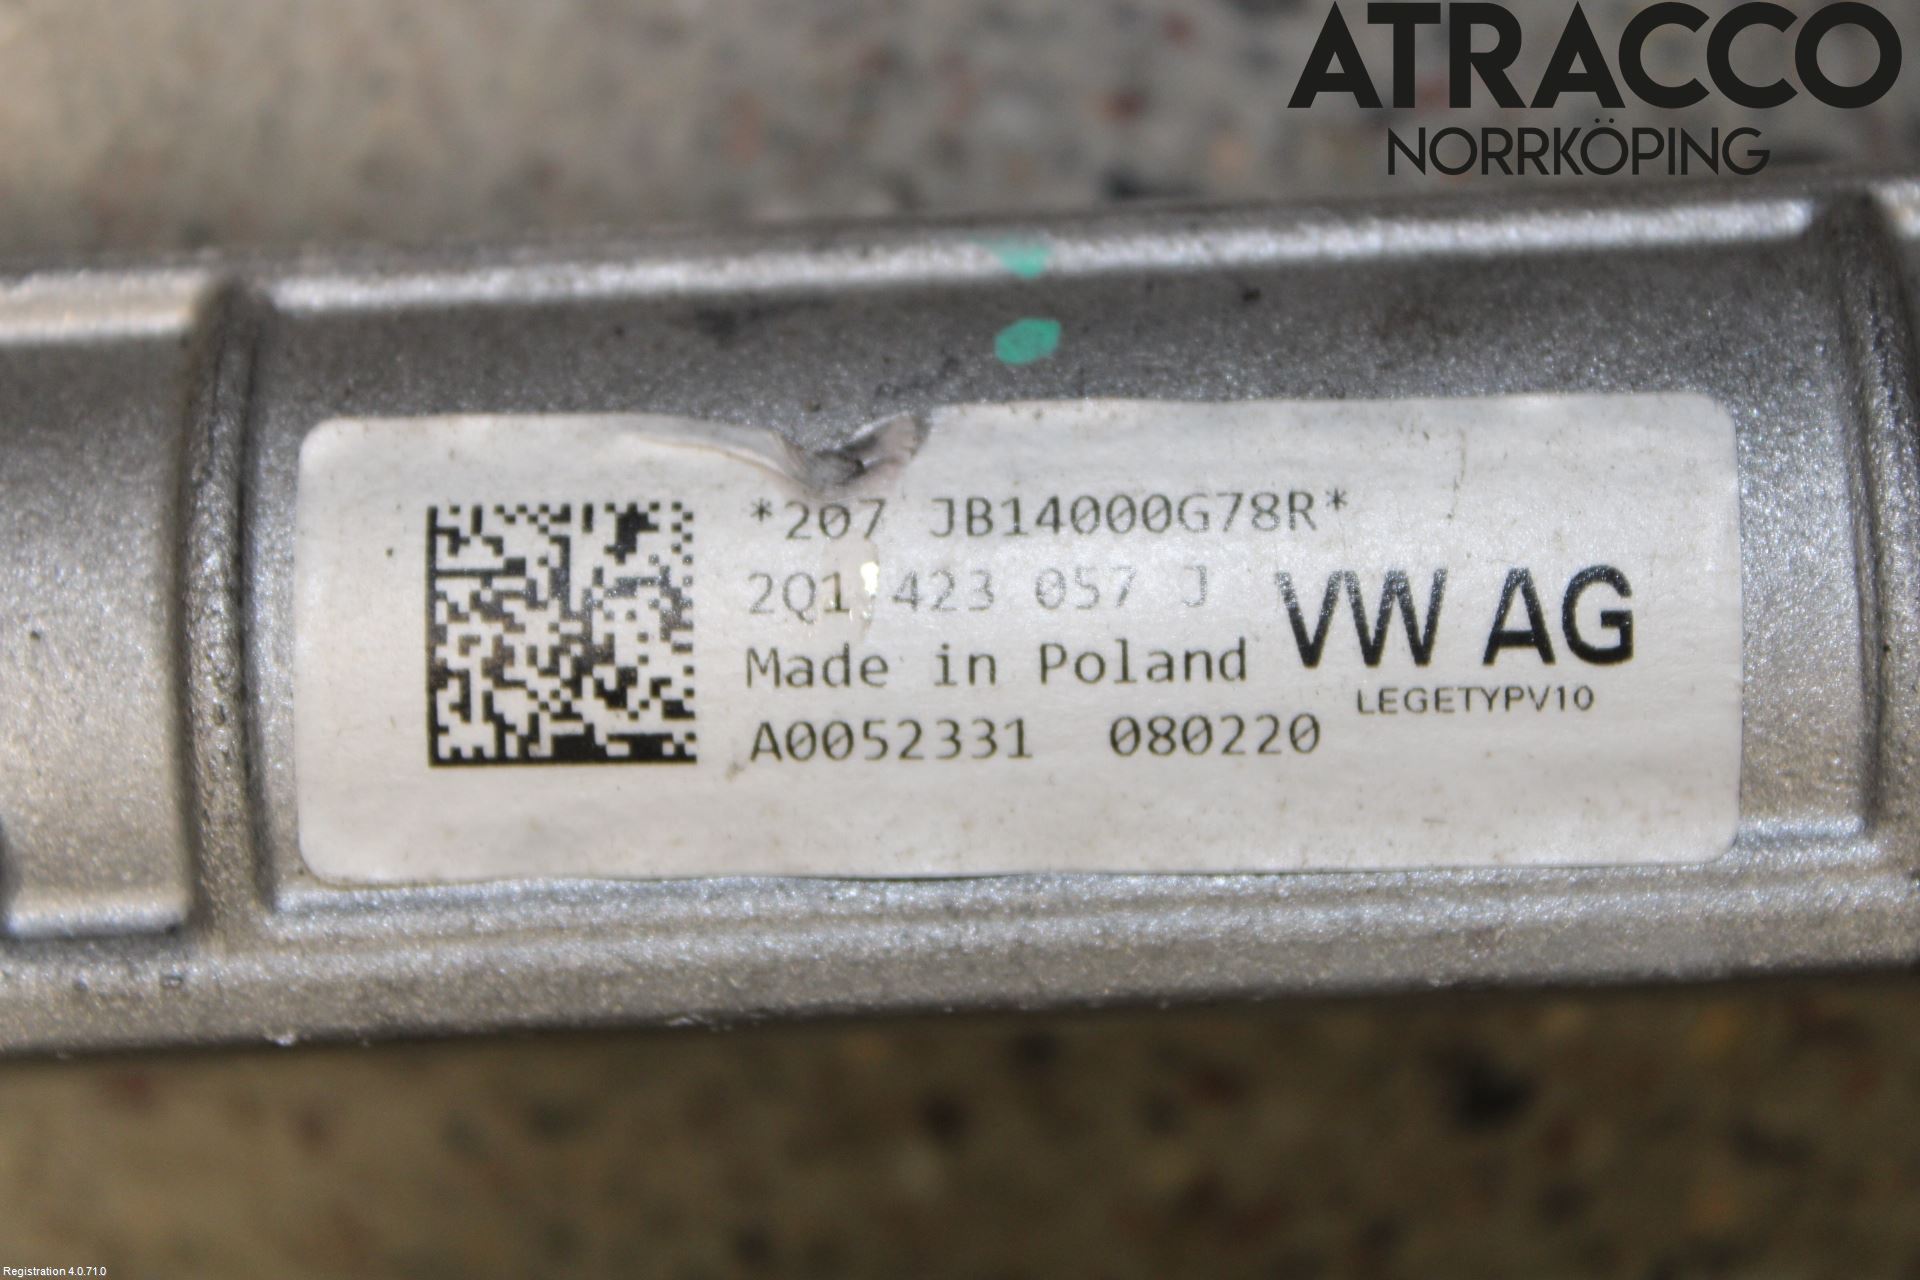 ATRACCO
NORRKÖPING
*207 JB14000G78R*
2Q1 423 057 J
VW AG
Made in Poland
LEGETYPV10
A0052331 080220
Registration 4.0.71.0